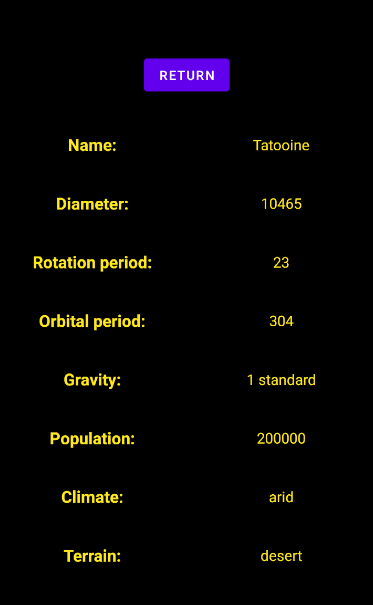 RETURN
Name: Tatooine
Diameter: 10465
Rotation period: 23
Orbital period: 304
Gravity: 1 standard
Population: 200000
Climate: arid
Terrain: desert